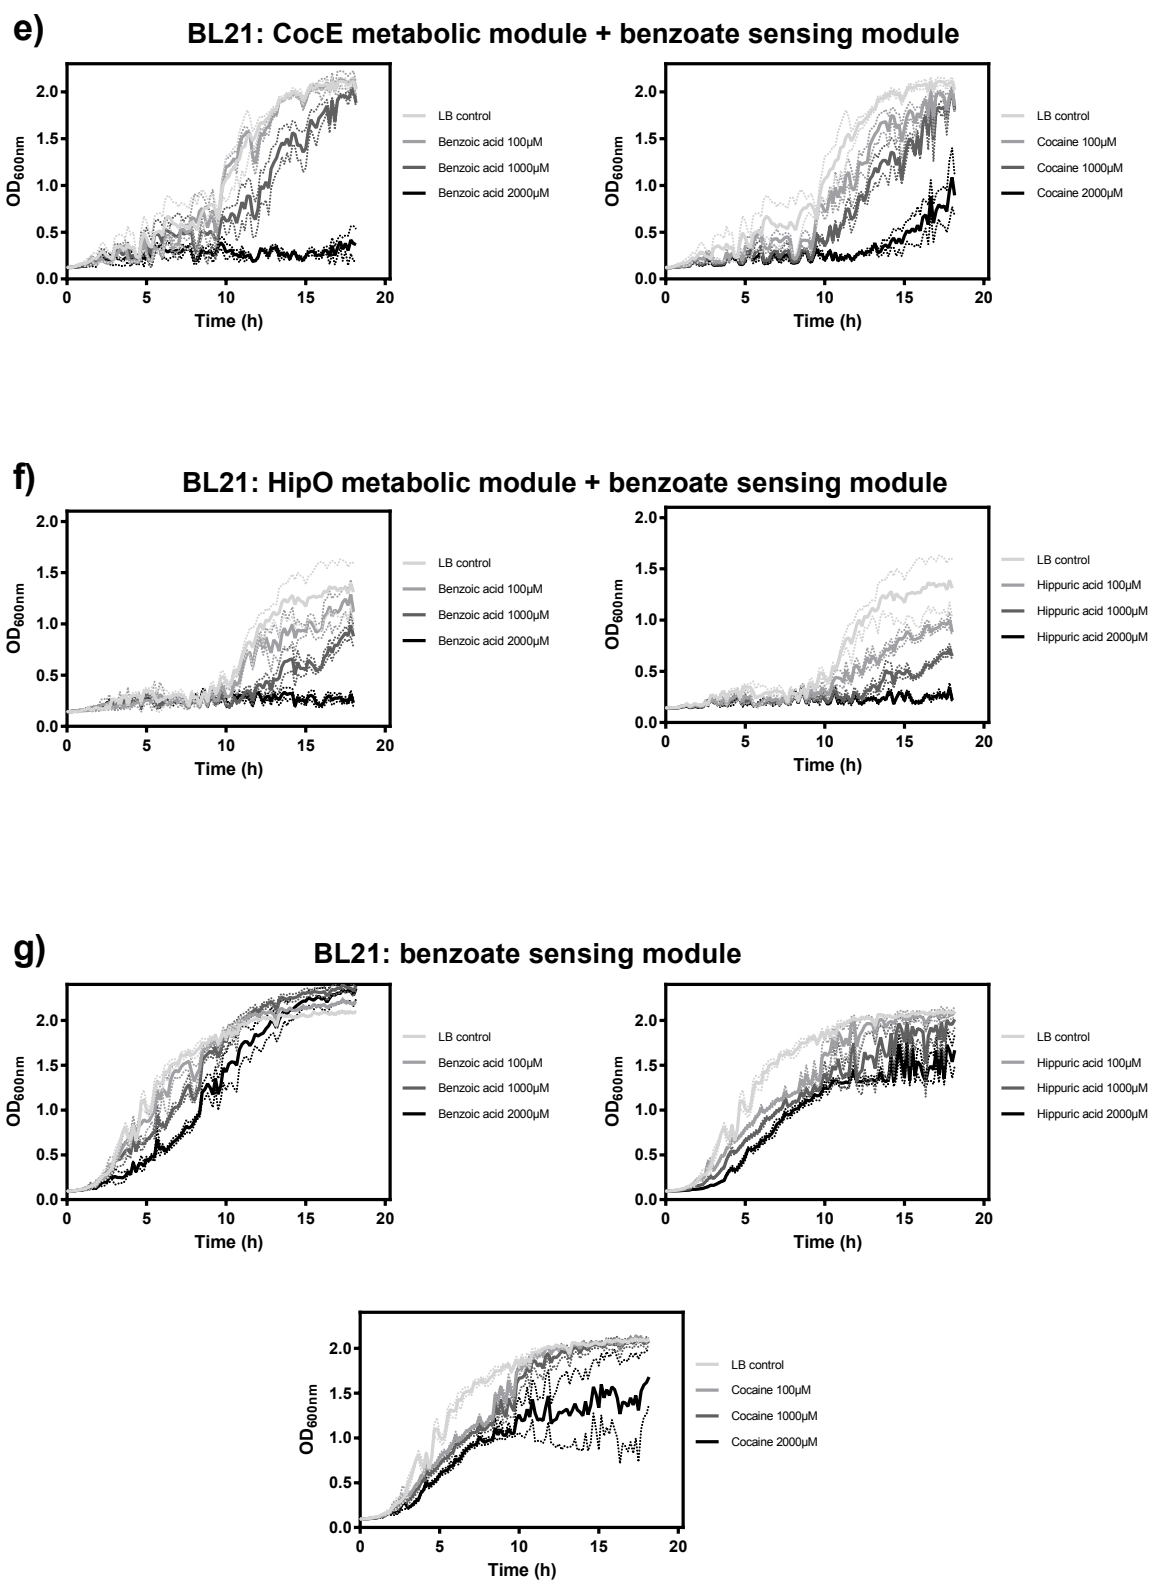 e)
BL21: CocE metabolic module + benzoate sensing module
OD600nm
2.0
1.5
1.0
0.5
0.0
0 5 10 15 20
Time (h)
LB control
Benzoic acid 100µM
Benzoic acid 1000µM
Benzoic acid 2000µM
OD600nm
2.0
1.5
1.0
0.5
0.0
0 5 10 15 20
Time (h)
LB control
Cocaine 100µM
Cocaine 1000µM
Cocaine 2000µM
f)
BL21: HipO metabolic module + benzoate sensing module
OD600nm
2.0
1.5
1.0
0.5
0.0
0 5 10 15 20
Time (h)
LB control
Benzoic acid 100µM
Benzoic acid 1000µM
Benzoic acid 2000µM
OD600nm
2.0
1.5
1.0
0.5
0.0
0 5 10 15 20
Time (h)
LB control
Hippuric acid 100µM
Hippuric acid 1000µM
Hippuric acid 2000µM
g)
BL21: benzoate sensing module
OD600nm
2.0
1.5
1.0
0.5
0.0
0 5 10 15 20
Time (h)
LB control
Benzoic acid 100µM
Benzoic acid 1000µM
Benzoic acid 2000µM
OD600nm
2.0
1.5
1.0
0.5
0.0
0 5 10 15 20
Time (h)
LB control
Hippuric acid 100µM
Hippuric acid 1000µM
Hippuric acid 2000µM
OD600nm
2.0
1.5
1.0
0.5
0.0
0 5 10 15 20
Time (h)
LB control
Cocaine 100µM
Cocaine 1000µM
Cocaine 2000µM